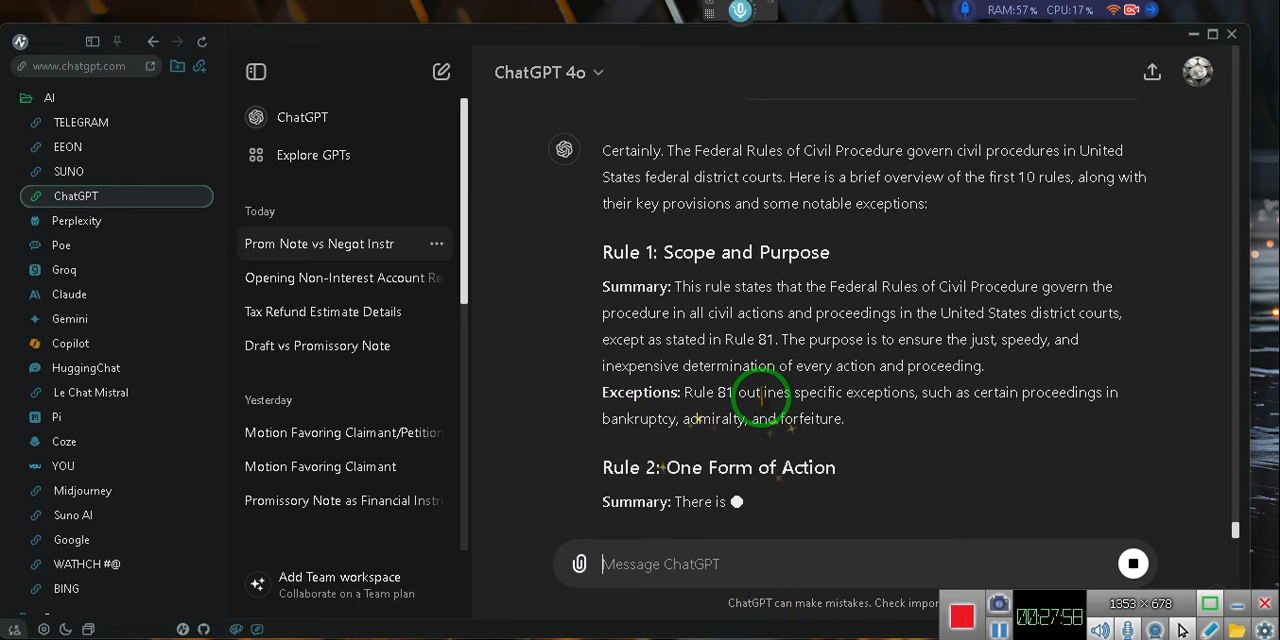 RAM:57% CPU:17%
www.chatgpt.com
AI
TELEGRAM
EEON
SUNO
ChatGPT
Perplexity
Poe
Groq
Claude
Gemini
Copilot
HuggingChat
Le Chat Mistral
Pi
Coze
YOU
YOU
Midjourney
Suno AI
Google
WATHCH #@
BING
ChatGPT
Explore GPTs
Today
Prom Note vs Negot Instr
Opening Non-Interest Account Re
Tax Refund Estimate Details
Draft vs Promissory Note
Yesterday
Motion Favoring Claimant/Petition
Motion Favoring Claimant
Promissory Note as Financial Instr
Add Team workspace
Collaborate on a Team plan
ChatGPT 4o
Certainly. The Federal Rules of Civil Procedure govern civil procedures in United
States federal district courts. Here is a brief overview of the first 10 rules, along with
their key provisions and some notable exceptions:
Rule 1: Scope and Purpose
Summary: This rule states that the Federal Rules of Civil Procedure govern the
procedure in all civil actions and proceedings in the United States district courts,
except as stated in Rule 81. The purpose is to ensure the just, speedy, and
inexpensive determination of every action and proceeding.
Exceptions: Rule 81 outlines specific exceptions, such as certain proceedings in
bankruptcy, admiralty, and forfeiture.
Rule 2: One Form of Action
Summary: There is
Message ChatGPT
ChatGPT can make mistakes. Check impor
00:27:58
1353 × 678